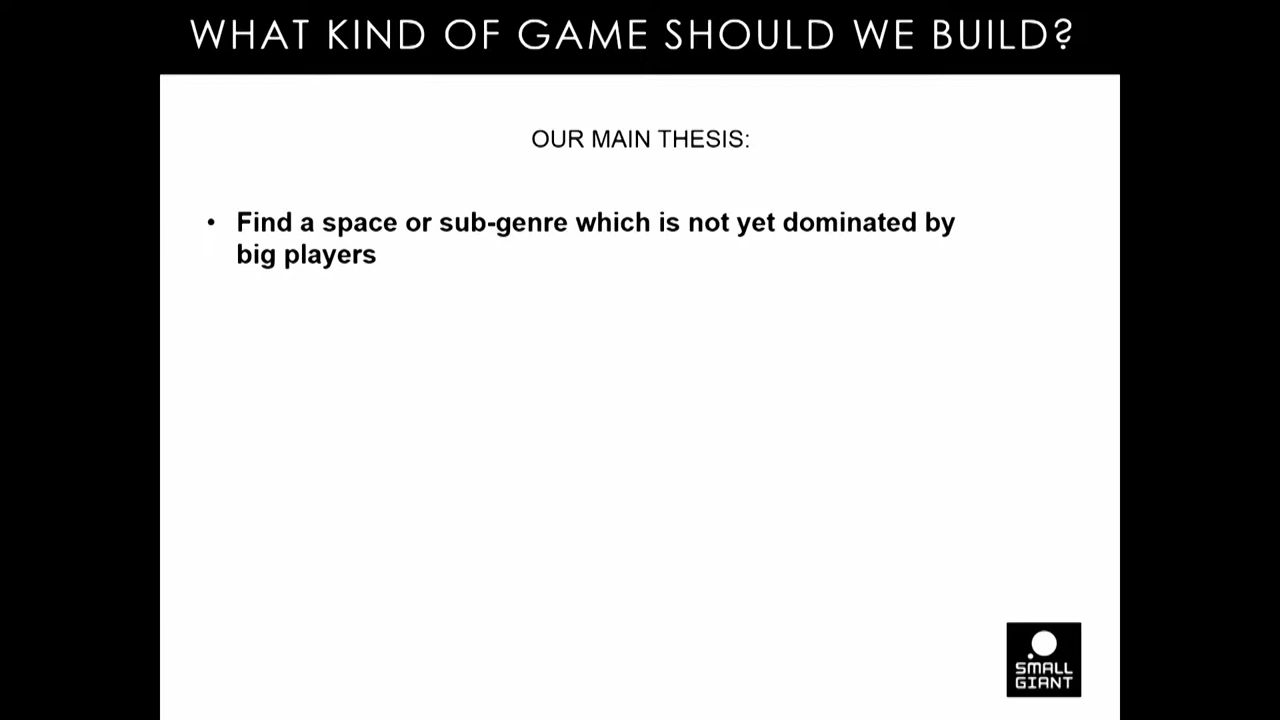 WHAT KIND OF GAME SHOULD WE BUILD?
OUR MAIN THESIS:
• Find a space or sub-genre which is not yet dominated by
big players
SMALL
GIANT